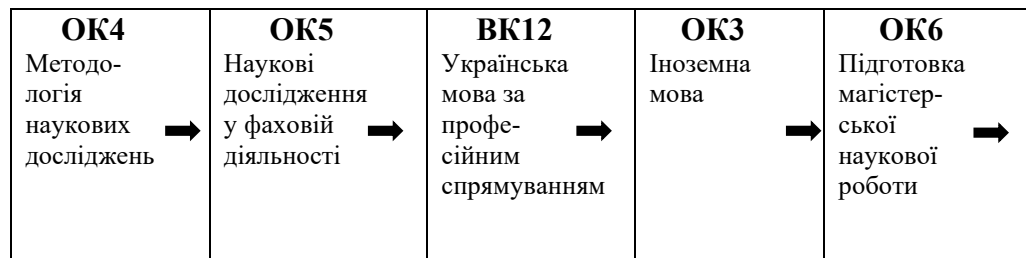 ОК4
Методо-
логія
наукових
досліджень
ОК5
Наукові
дослідження
у фаховій
діяльності
ВК12
Українська
мова за
профе-
сійним
спрямуванням
ОК3
Іноземна
мова
ОК6
Підготовка
магістер-
ської
наукової
роботи